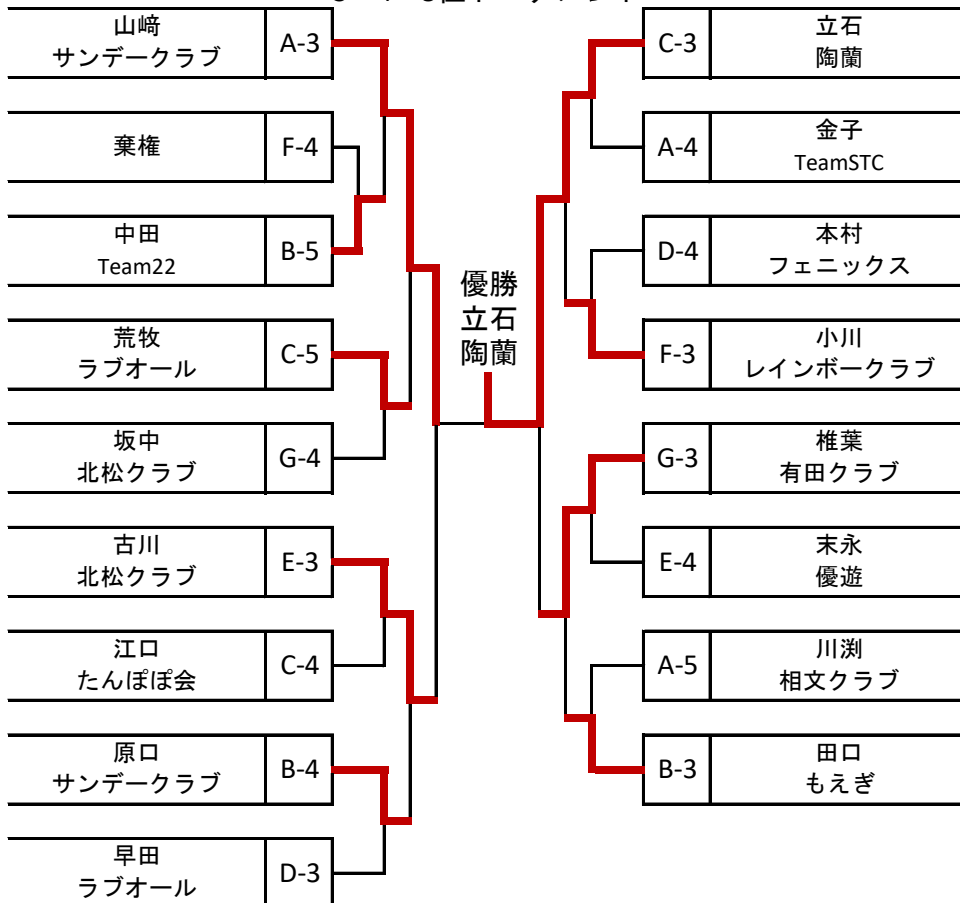 山﨑
サンデークラブ
A-3
棄権
F-4
中田
Team22
B-5
荒牧
ラブオール
C-5
坂中
北松クラブ
G-4
古川
北松クラブ
E-3
江口
たんぽぽ会
C-4
原口
サンデークラブ
B-4
早田
ラブオール
D-3
優勝
立石
陶蘭
C-3
立石
陶蘭
A-4
金子
TeamSTC
D-4
本村
フェニックス
F-3
小川
レインボークラブ
G-3
椎葉
有田クラブ
E-4
末永
優遊
A-5
川渕
相文クラブ
B-3
田口
もえぎ